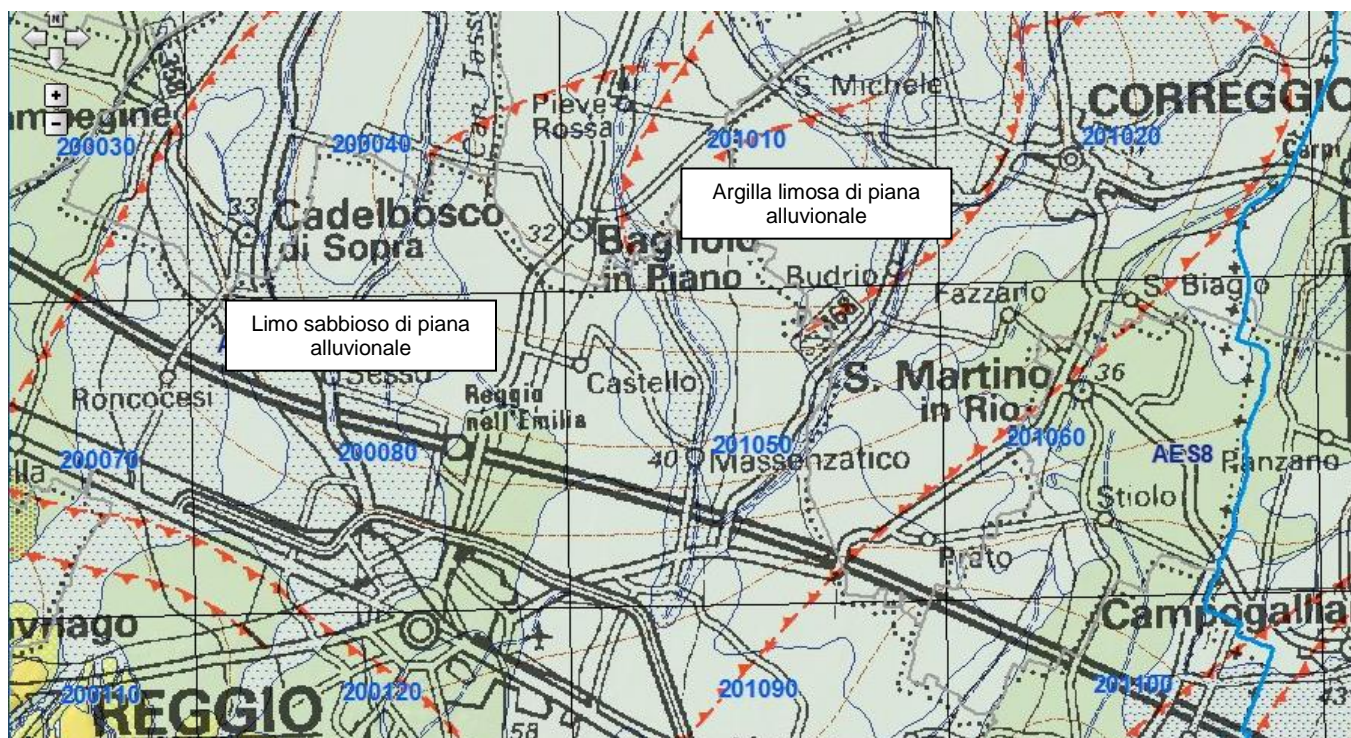 N
358
CORREGGIO
S. Michele
Pieve
Rossa
200030
200040
201010
201020
Carpi
Argilla limosa di piana
alluvionale
33
Cadelbosco
di Sopra
32
Bagnolo
in Piano
Budrio
Fazzano
S. Biagio
Limo sabbioso di piana
alluvionale
Sesso
Roncocesi
Castello
Reggio
nell'Emilia
S. Martino
in Rio
36
200070
200080
201050
201060
40
Massenzatico
AES8
Panzano
Stiolo
Prato
200110
200120
201090
201100
REGGIO
58
43